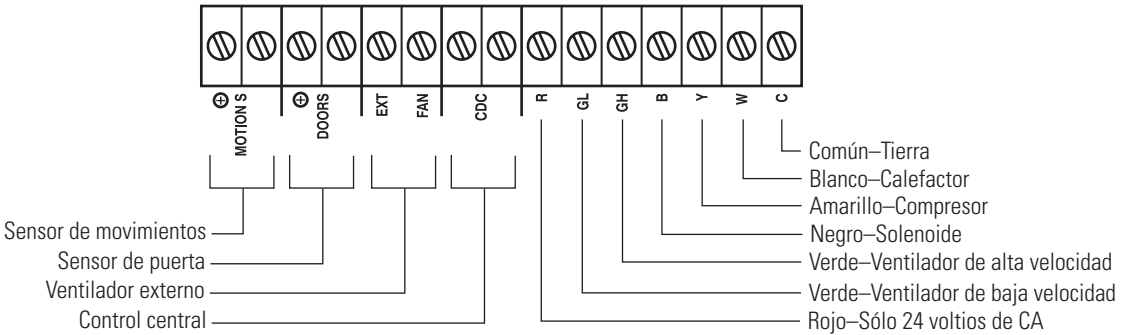 ⊕ MOTION S
⊕ DOORS
EXT FAN
CDC
R
GL
GH
B
Y
W
C
Común–Tierra
Blanco–Calefactor
Amarillo–Compresor
Negro–Solenoide
Verde–Ventilador de alta velocidad
Verde–Ventilador de baja velocidad
Rojo–Sólo 24 voltios de CA
Sensor de movimientos
Sensor de puerta
Ventilador externo
Control central